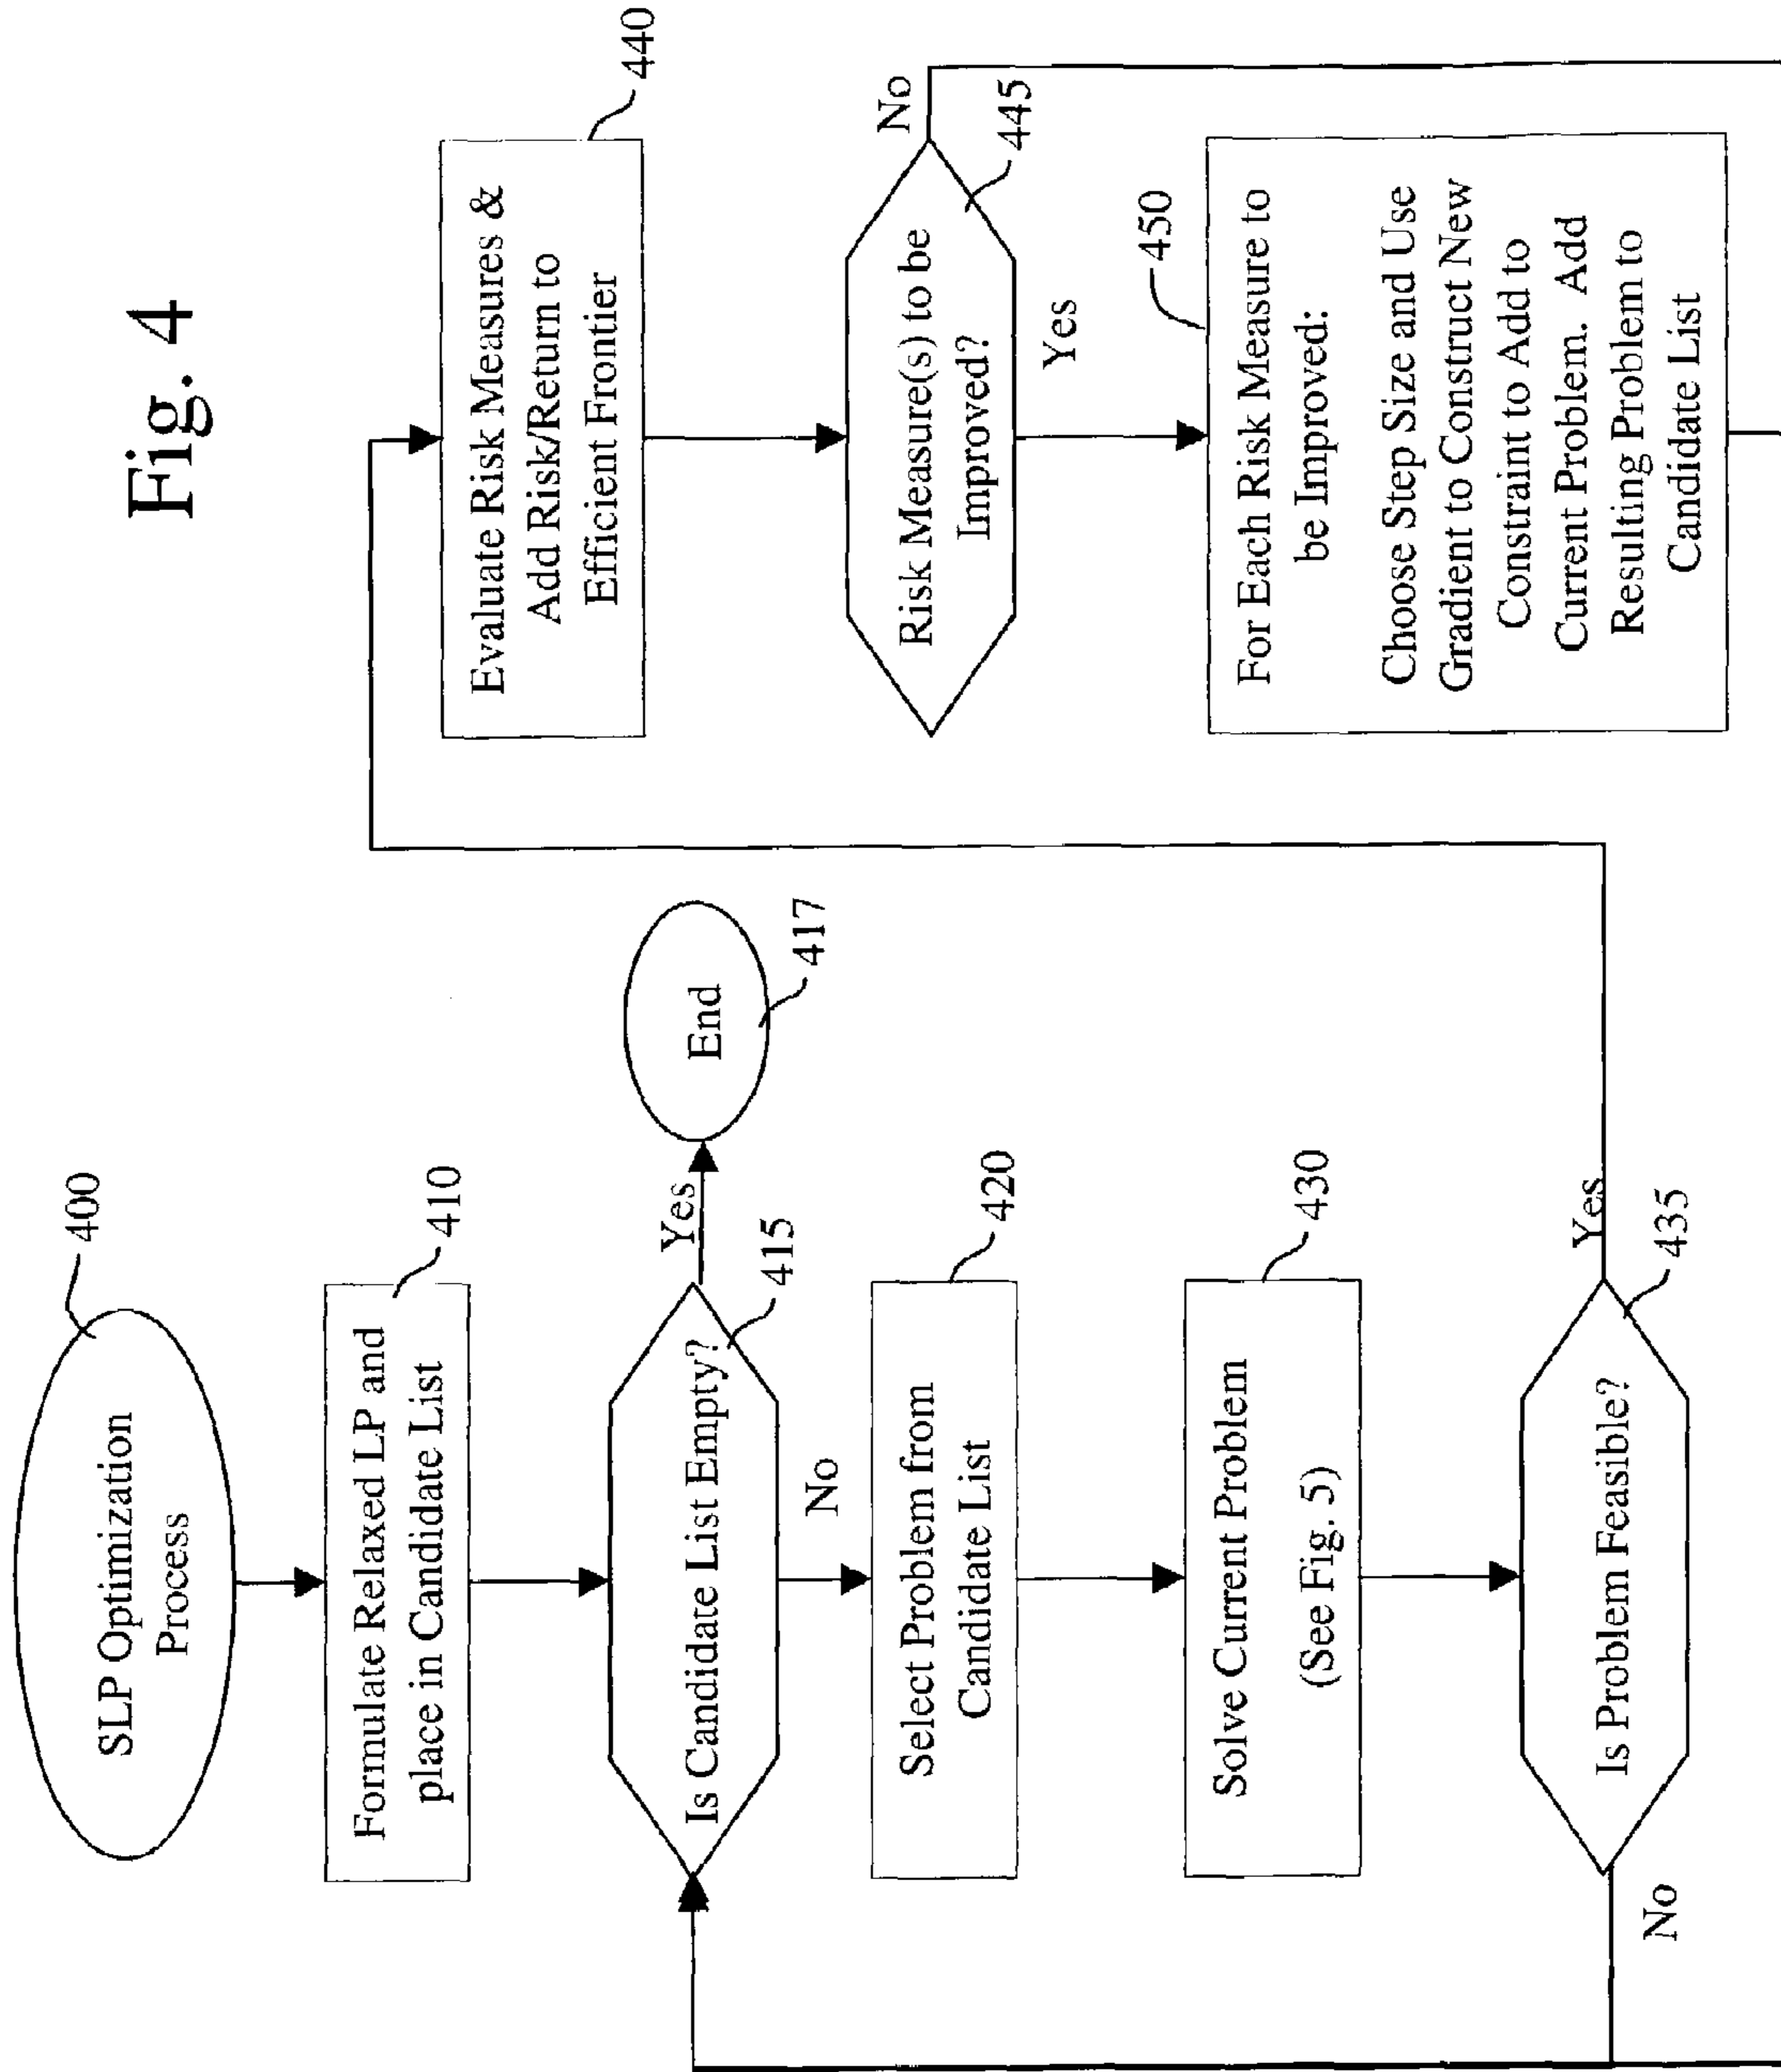 Fig. 4
400
SLP Optimization
Process
410
Formulate Relaxed LP and
place in Candidate List
415
Is Candidate List Empty?
Yes
End
417
No
420
Select Problem from
Candidate List
430
Solve Current Problem
(See Fig. 5)
435
Is Problem Feasible?
Yes
No
440
Evaluate Risk Measures &
Add Risk/Return to
Efficient Frontier
445
Risk Measure(s) to be
Improved?
No
Yes
450
For Each Risk Measure to
be Improved:
Choose Step Size and Use
Gradient to Construct New
Constraint to Add to
Current Problem. Add
Resulting Problem to
Candidate List